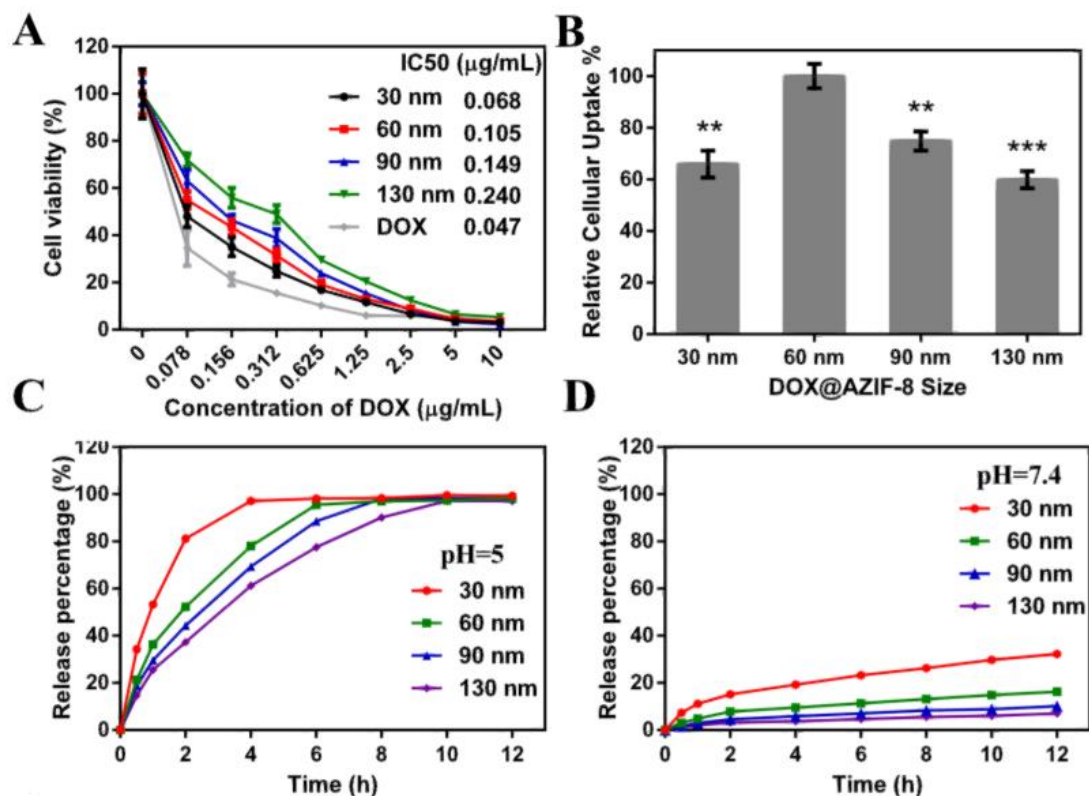 A
120
100
80
60
40
20
0
Cell viability (%)
IC50 (μg/mL)
30 nm 0.068
60 nm 0.105
90 nm 0.149
130 nm 0.240
DOX 0.047
0 0.078 0.156 0.312 0.625 1.25 2.5 5 10
Concentration of DOX (μg/mL)
B
100
80
60
40
20
0
Relative Cellular Uptake %
**
**
***
30 nm 60 nm 90 nm 130 nm
DOX@AZIF-8 Size
C
120
100
80
60
40
20
0
Release percentage (%)
pH=5
30 nm
60 nm
90 nm
130 nm
0 2 4 6 8 10 12
Time (h)
D
120
100
80
60
40
20
0
Release percentage (%)
pH=7.4
30 nm
60 nm
90 nm
130 nm
0 2 4 6 8 10 12
Time (h)